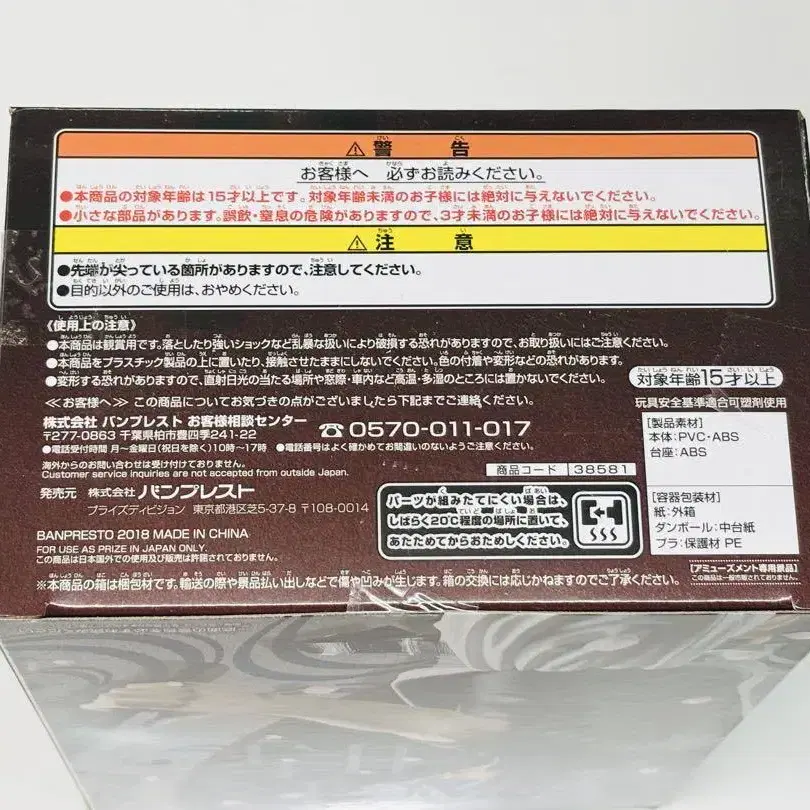 ⚠警告
お客様へ 必ずお読みください。
●本商品の対象年齢は15才以上です。対象年齢未満のお子様には絶対に与えないでください。
●小さな部品があります。誤飲・窒息の危険がありますので、3才未満のお子様には絶対に与えないでください。
⚠注意
●先端が尖っている箇所がありますので、注意してください。
●目的以外のご使用は、おやめください。
《使用上の注意》
●本商品は観賞用です。落としたり強いショックなど乱暴な扱いにより破損する恐れがありますので、お取り扱いにはご注意ください。
●本商品をプラスチック製品の上に置いたり、接触させたままにしないでください。色の付着や変形などの恐れがあります。
●変形する恐れがありますので、直射日光の当たる場所や窓際・車内など高温・多湿のところには置かないでください。
≪お客様へ≫ この商品についてお気づきの点がございましたら下記までご連絡ください。
株式会社 バンプレスト お客様相談センター
〒277-0863 千葉県柏市豊四季241-22
☎0570-011-017
●電話受付時間 月〜金曜日(祝日を除く)10時〜17時 ●電話番号はよく確かめてお間違いのないようご注意ください。
海外からのお問い合わせは受け付けておりません。
Customer service inquiries are not accepted from outside Japan.
商品コード 38581
発売元 株式会社 バンプレスト
プライズディビジョン 東京都港区芝5-37-8 〒108-0014
BANPRESTO 2018 MADE IN CHINA
FOR USE AS PRIZE IN JAPAN ONLY.
この商品は日本国外での使用及び販売は許諾されておりません。
パーツが組みたてにくい場合は、
しばらく20℃程度の場所に置いて、
あたためてからおためしください。
対象年齢15才以上
玩具安全基準適合可塑剤使用
[製品素材]
本体:PVC・ABS
台座:ABS
[容器包装材]
紙:外箱
ダンボール:中台紙
プラ:保護材 PE
[アミューズメント専用景品]
この商品は一般市販品ではございません。
※本商品の箱は梱包材です。輸送の際や景品払い出しなどで傷や凹みが生じます。箱の交換には応じかねますのでご了承ください。